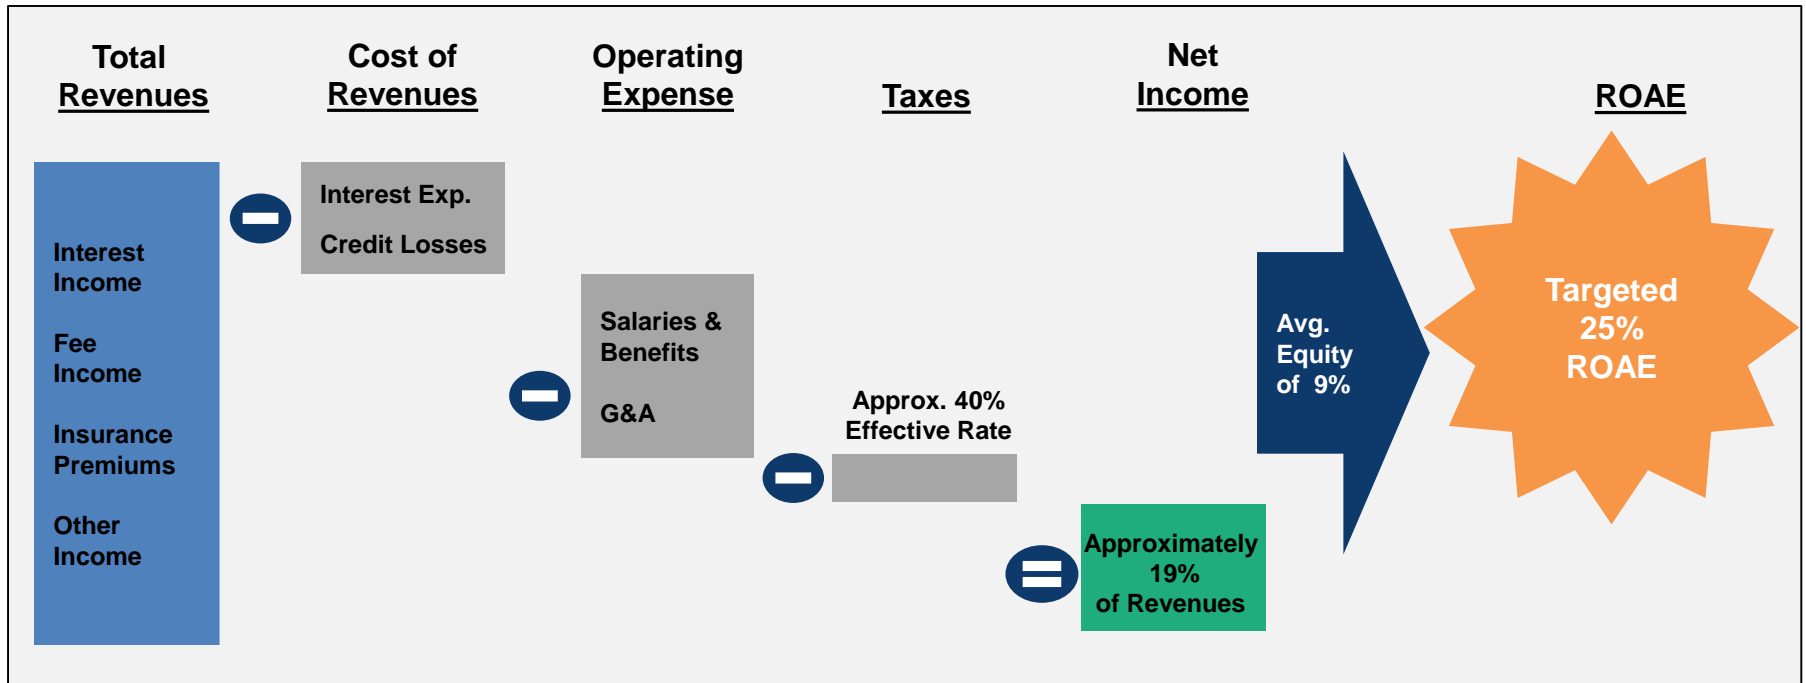 Total
Revenues
Cost of
Revenues
Operating
Expense
Taxes
Net
Income
ROAE
Interest
Income
Fee
Income
Insurance
Premiums
Other
Income
Interest Exp.
Credit Losses
Salaries &
Benefits
G&A
Approx. 40%
Effective Rate
Approximately
19%
of Revenues
Avg.
Equity
of 9%
Targeted
25%
ROAE